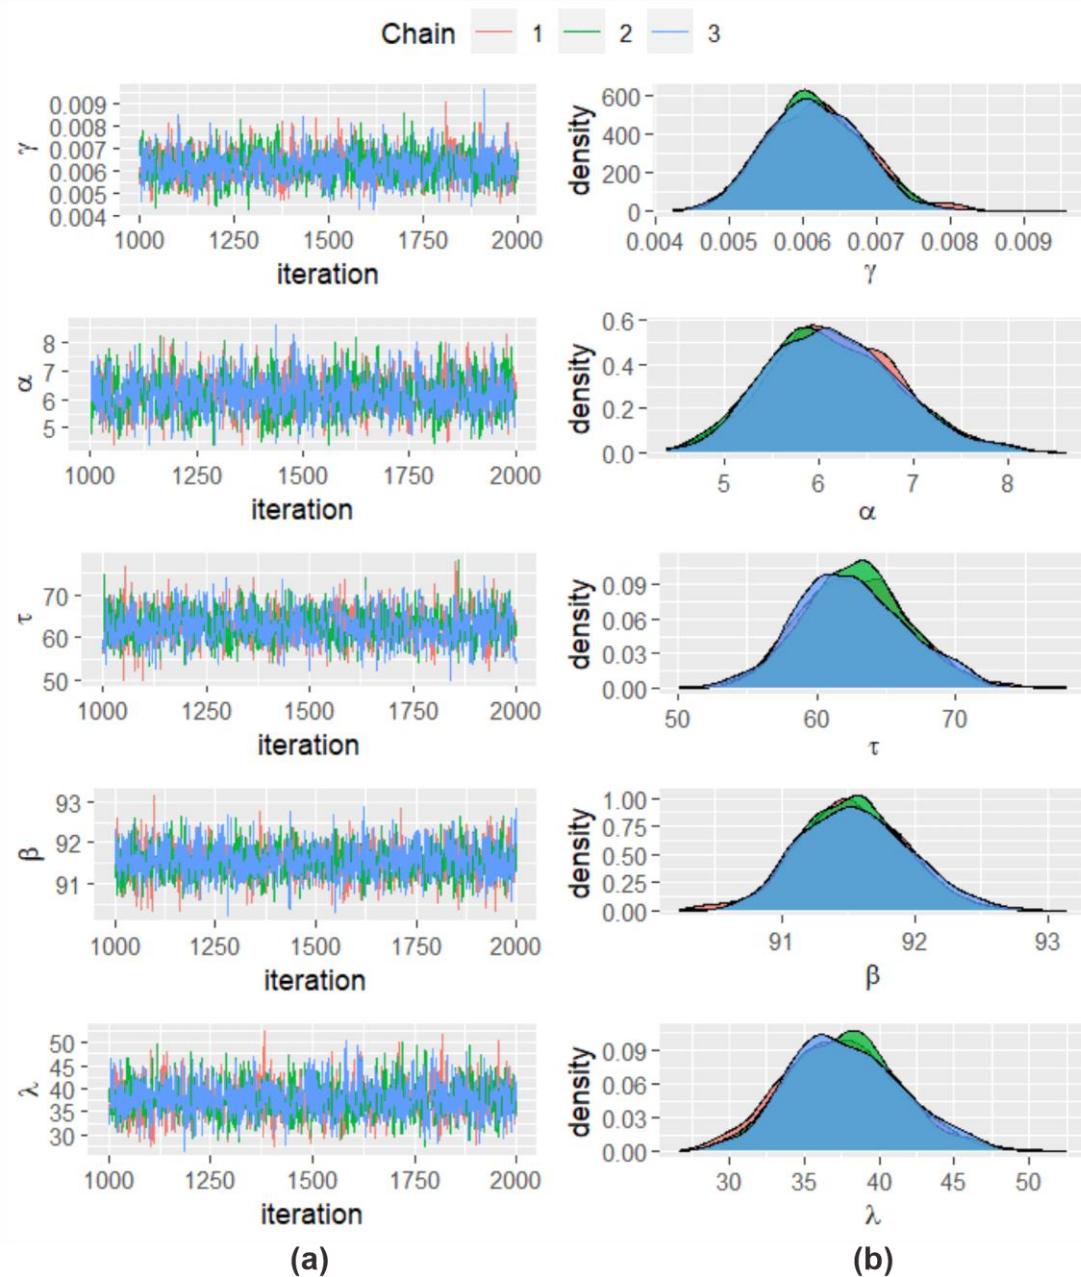 Chain 1 2 3
γ
0.009
0.008
0.007
0.006
0.005
0.004
1000 1250 1500 1750 2000
iteration
density
600
400
200
0
0.004 0.005 0.006 0.007 0.008 0.009
γ
α
8
7
6
5
1000 1250 1500 1750 2000
iteration
density
0.6
0.4
0.2
0.0
5 6 7 8
α
τ
70
60
50
1000 1250 1500 1750 2000
iteration
density
0.09
0.06
0.03
0.00
50 60 70
τ
β
93
92
91
1000 1250 1500 1750 2000
iteration
density
1.00
0.75
0.50
0.25
0.00
91 92 93
β
λ
50
45
40
35
30
1000 1250 1500 1750 2000
iteration
density
0.09
0.06
0.03
0.00
30 35 40 45 50
λ
(a) (b)